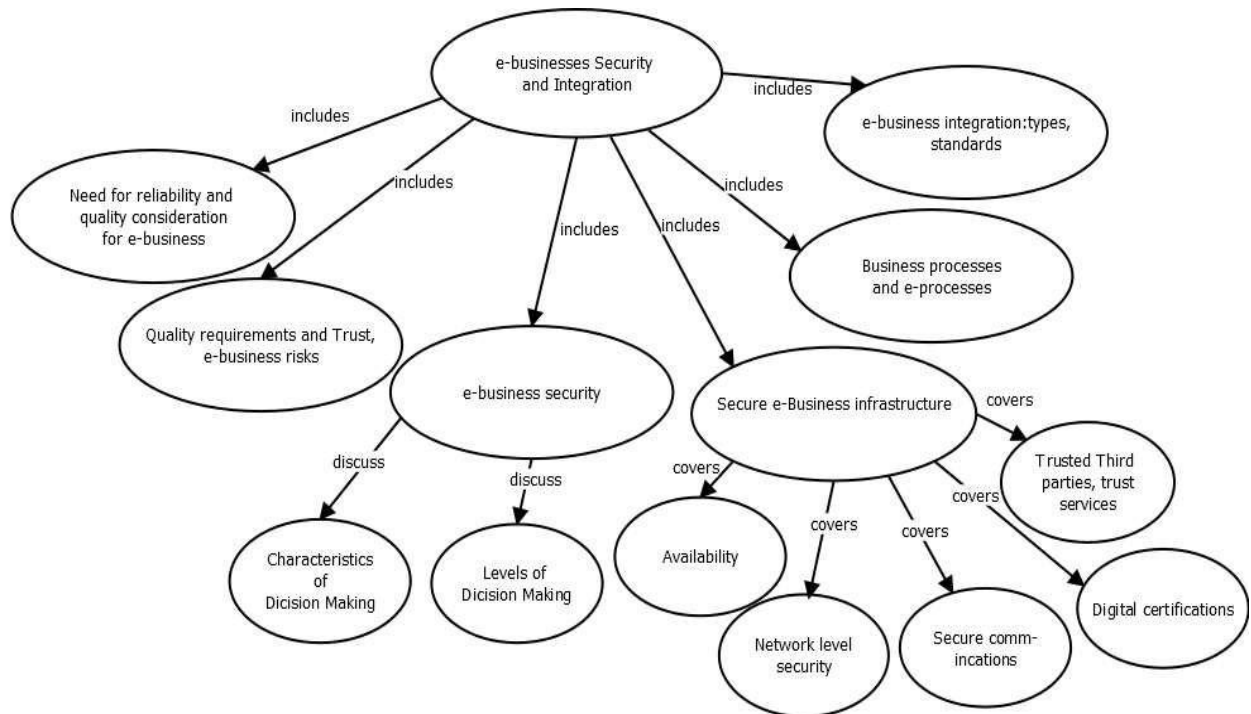 e-businesses Security
and Integration
includes
includes
e-business integration:types,
standards
Need for reliability and
quality consideration
for e-business
includes
includes
includes
includes
Business processes
and e-processes
Quality requirements and Trust,
e-business risks
e-business security
Secure e-Business infrastructure
covers
discuss
discuss
covers
covers
covers
covers
Trusted Third
parties, trust
services
Characteristics
of
Dicision Making
Levels of
Dicision Making
Availability
Network level
security
Secure comm-
incations
Digital certifications